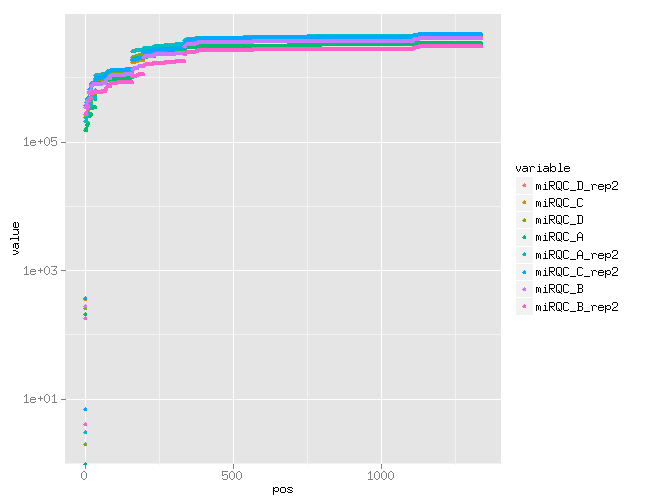 1e+05
1e+03
1e+01
value
0
500
1000
pos
variable
miRQC_D_rep2
miRQC_C
miRQC_D
miRQC_A
miRQC_A_rep2
miRQC_C_rep2
miRQC_B
miRQC_B_rep2